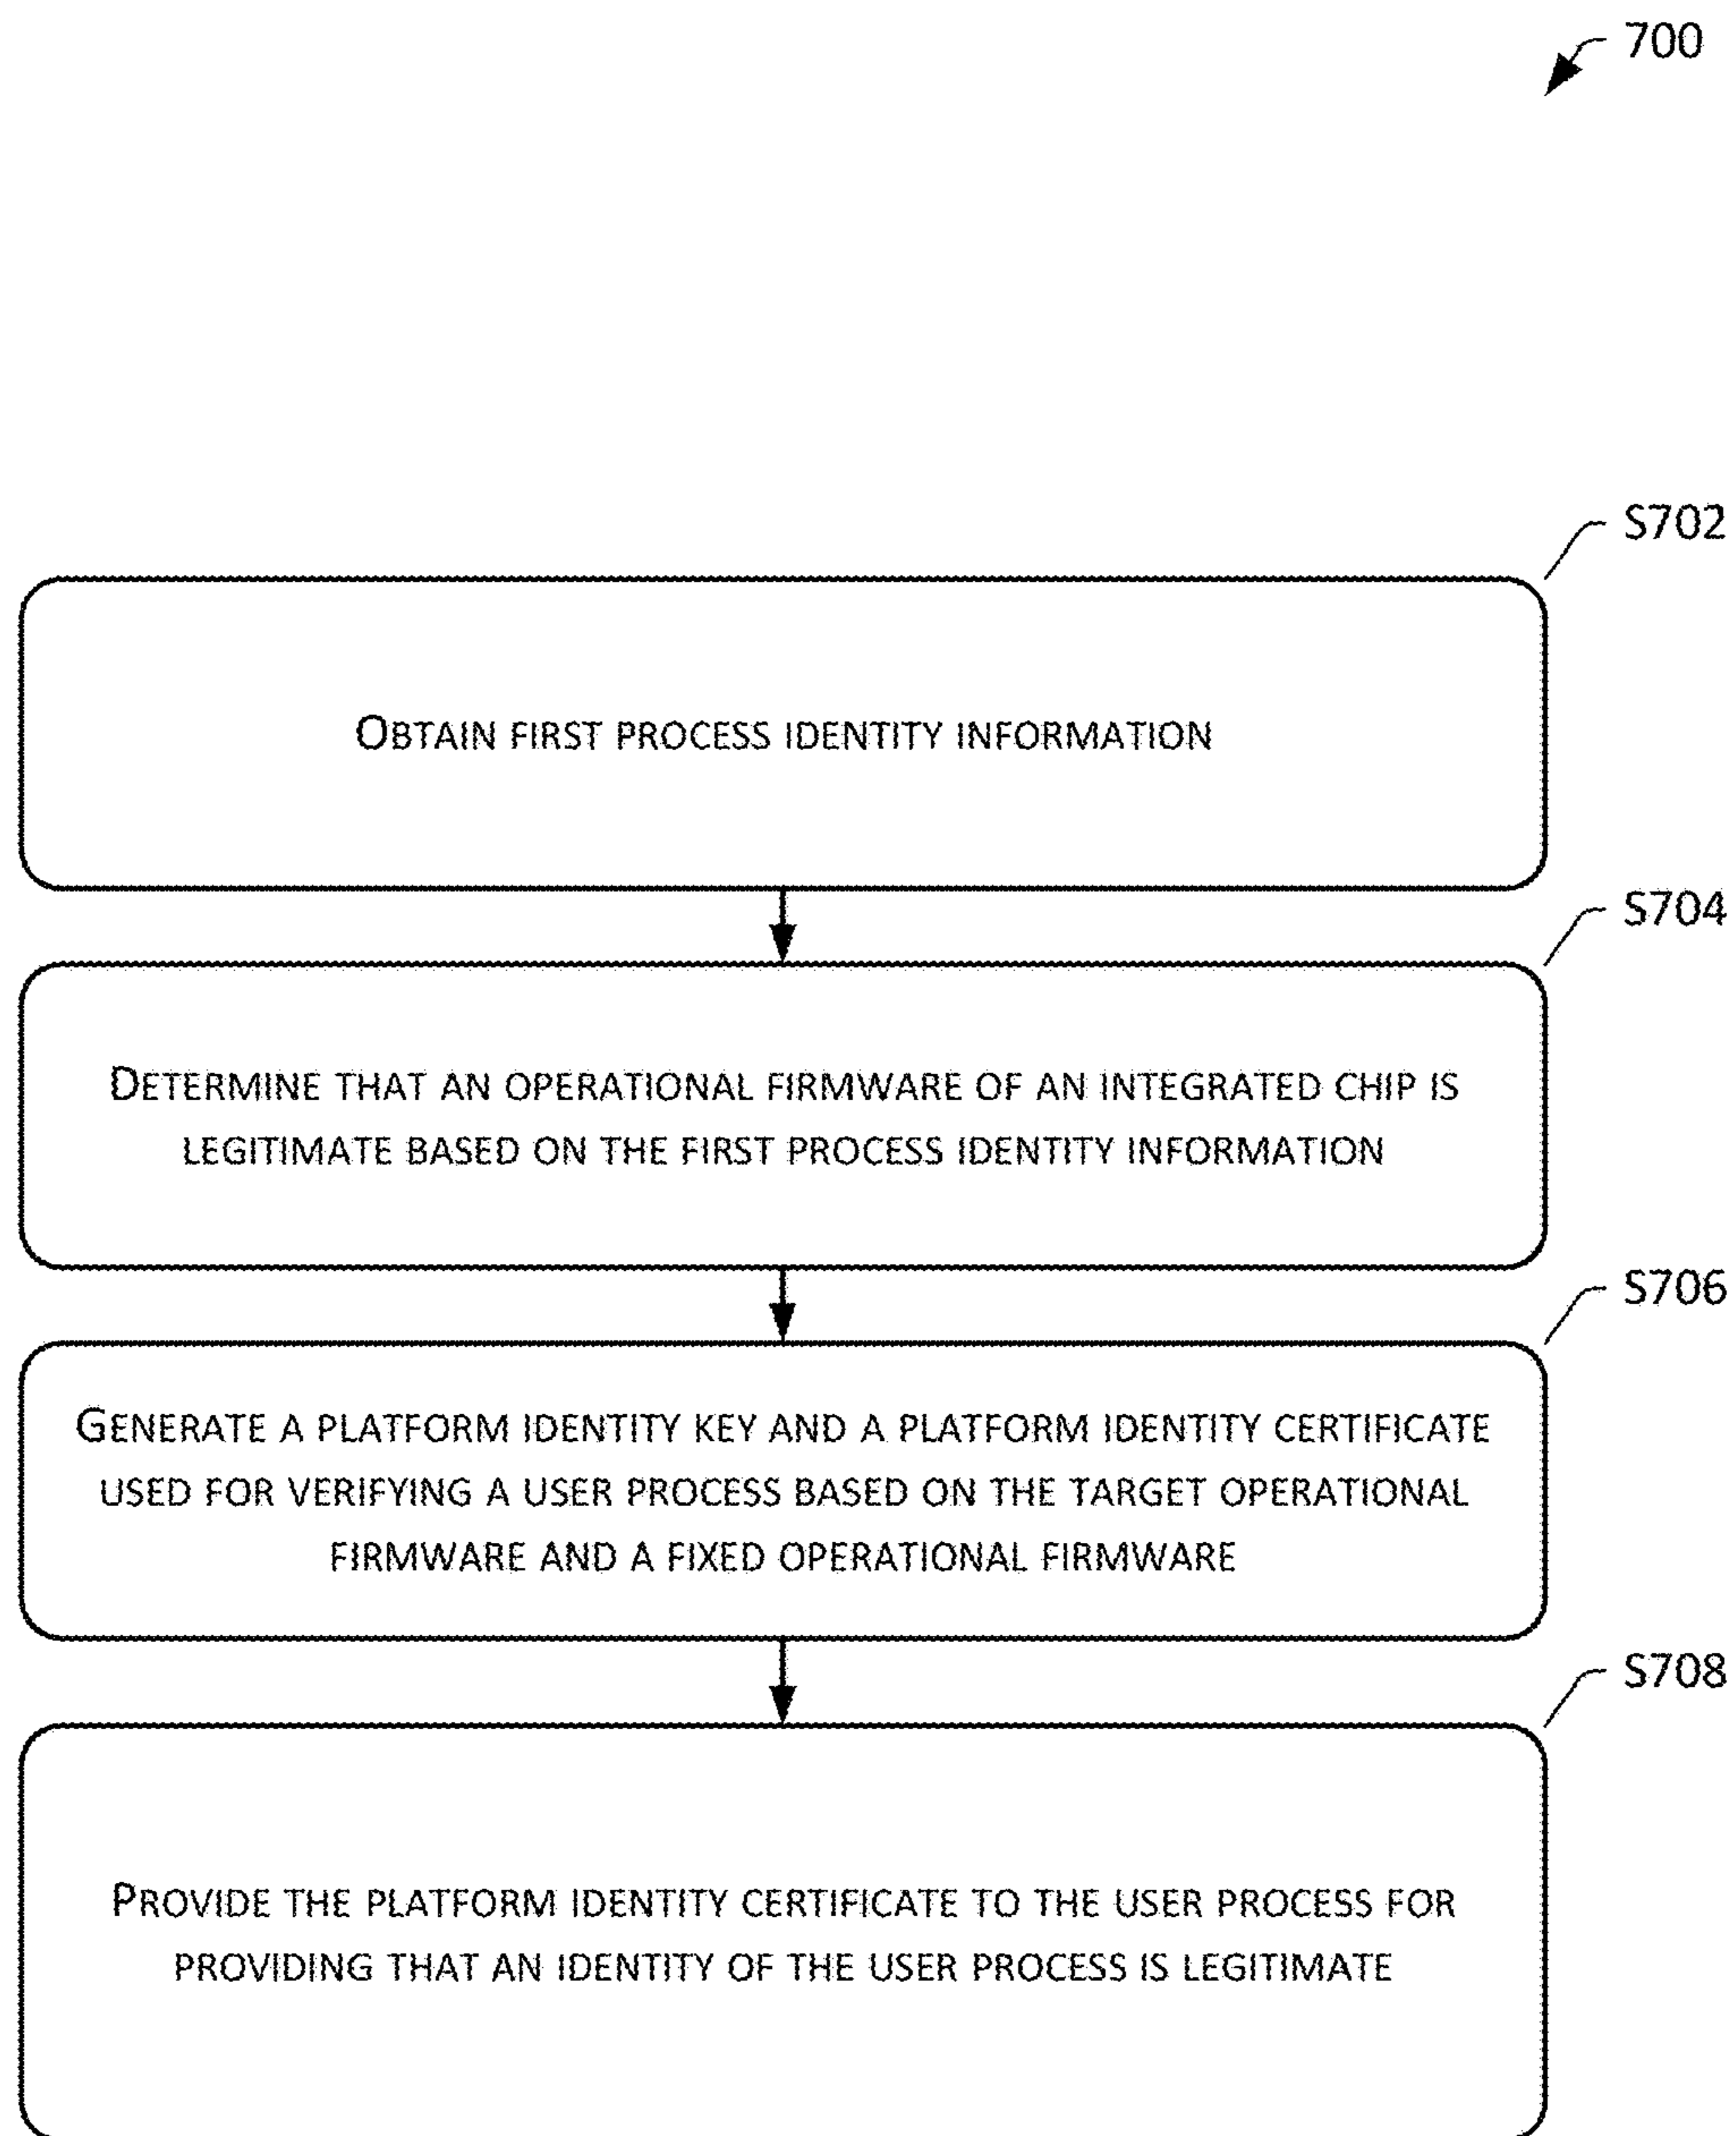 700
S702
OBTAIN FIRST PROCESS IDENTITY INFORMATION
S704
DETERMINE THAT AN OPERATIONAL FIRMWARE OF AN INTEGRATED CHIP IS
LEGITIMATE BASED ON THE FIRST PROCESS IDENTITY INFORMATION
S706
GENERATE A PLATFORM IDENTITY KEY AND A PLATFORM IDENTITY CERTIFICATE
USED FOR VERIFYING A USER PROCESS BASED ON THE TARGET OPERATIONAL
FIRMWARE AND A FIXED OPERATIONAL FIRMWARE
S708
PROVIDE THE PLATFORM IDENTITY CERTIFICATE TO THE USER PROCESS FOR
PROVIDING THAT AN IDENTITY OF THE USER PROCESS IS LEGITIMATE